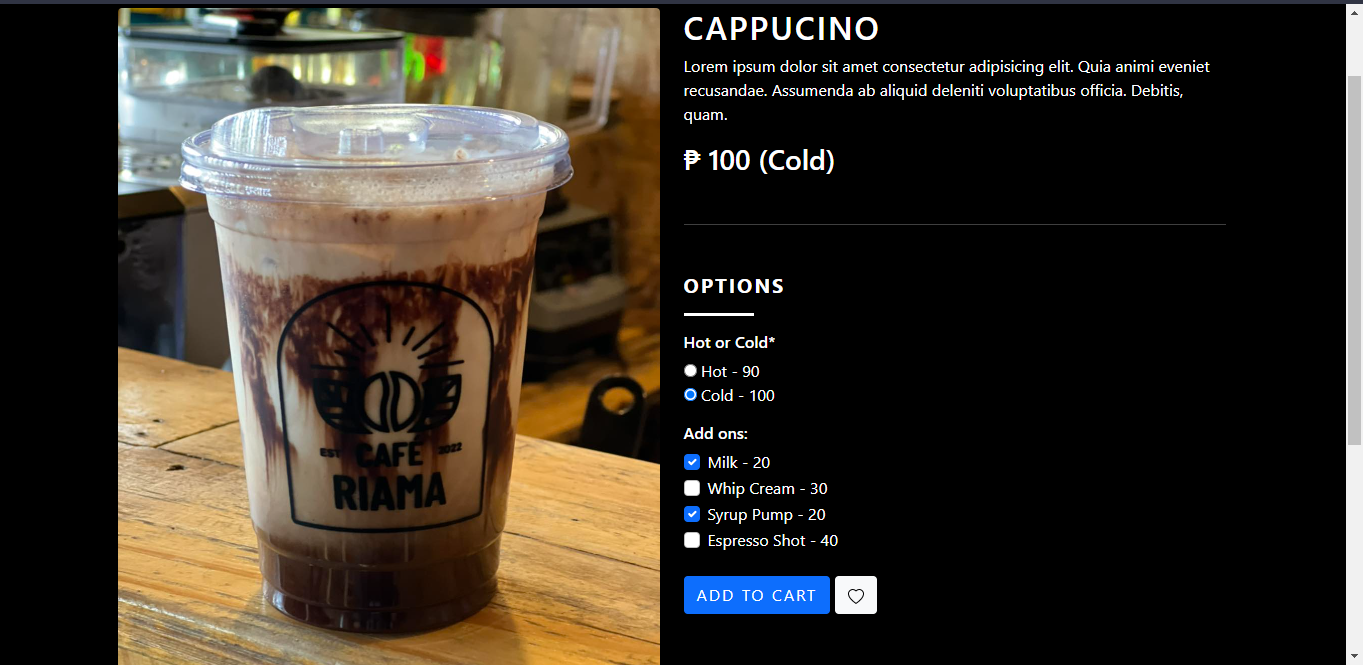 CAPPUCINO
Lorem ipsum dolor sit amet consectetur adipisicing elit. Quia animi eveniet
recusandae. Assumenda ab aliquid deleniti voluptatibus officia. Debitis,
quam.
₱ 100 (Cold)
OPTIONS
Hot or Cold*
Hot - 90
Cold - 100
Add ons:
Milk - 20
Whip Cream - 30
Syrup Pump - 20
Espresso Shot - 40
ADD TO CART
EST CAFÉ 2022
RIAMA